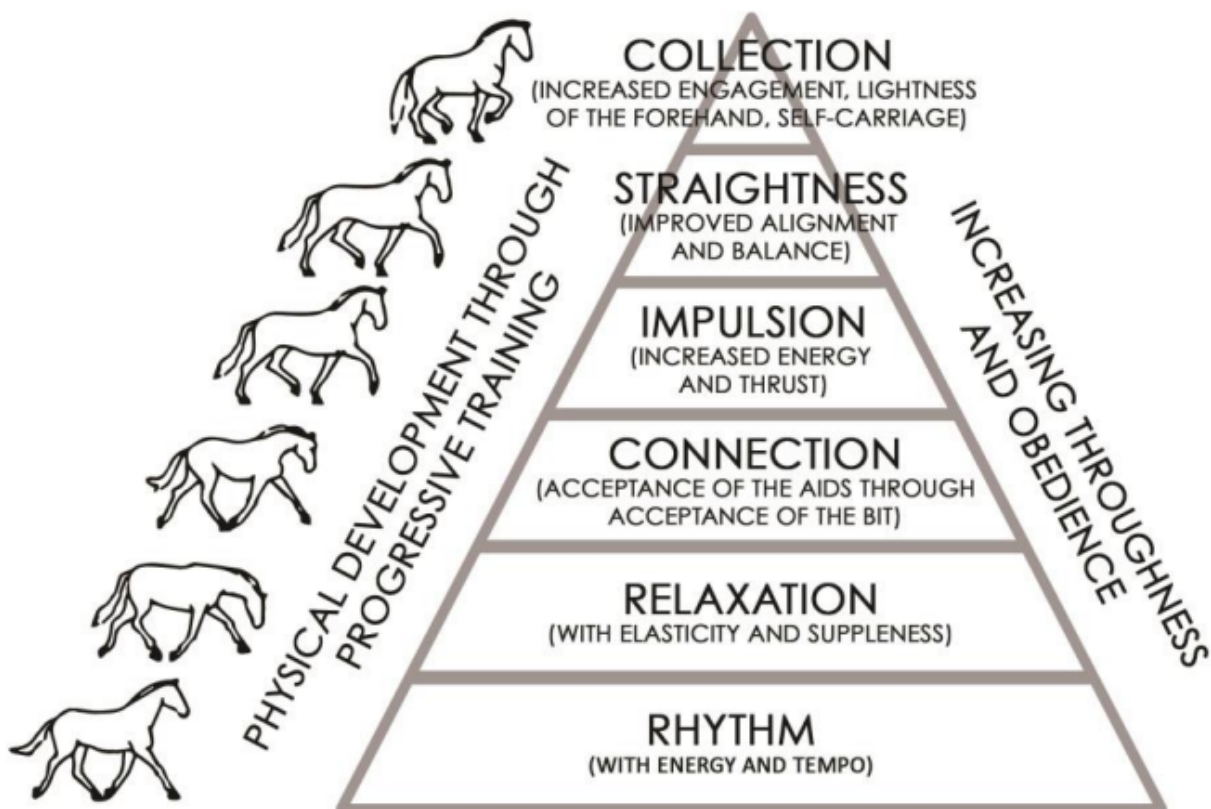 COLLECTION
(INCREASED ENGAGEMENT, LIGHTNESS
OF THE FOREHAND, SELF-CARRIAGE)
STRAIGHTNESS
(IMPROVED ALIGNMENT
AND BALANCE)
IMPULSION
(INCREASED ENERGY
AND THRUST)
CONNECTION
(ACCEPTANCE OF THE AIDS THROUGH
ACCEPTANCE OF THE BIT)
RELAXATION
(WITH ELASTICITY AND SUPPLENESS)
RHYTHM
(WITH ENERGY AND TEMPO)
PHYSICAL DEVELOPMENT THROUGH
PROGRESSIVE TRAINING
INCREASING THROUGHNESS
AND OBEDIENCE